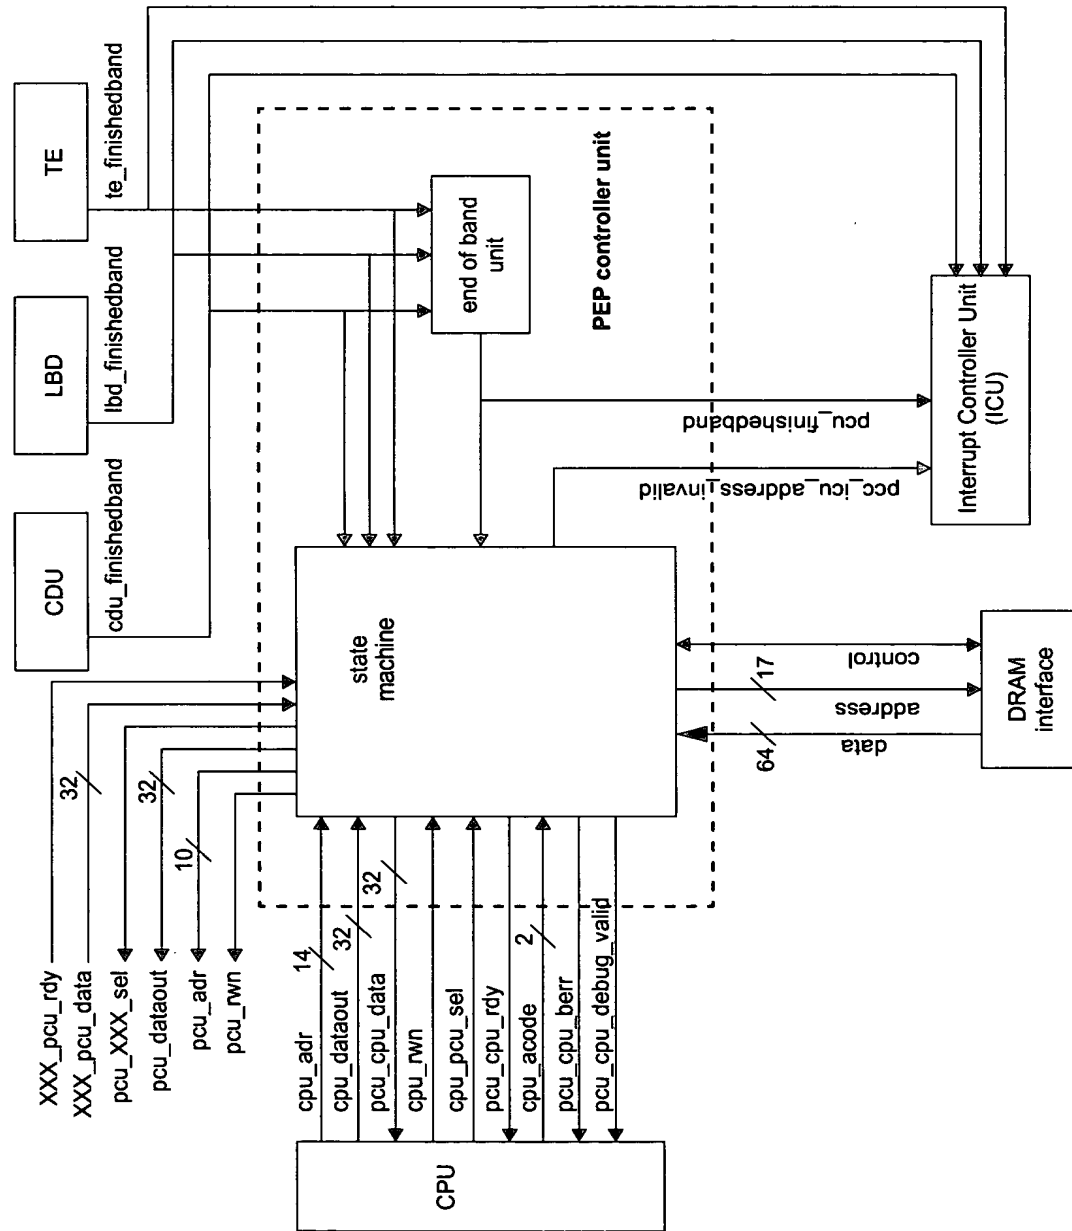 CPU
cpu_adr
14
cpu_dataout
32
pcu_cpu_data
32
cpu_rwn
cpu_pcu_sel
pcu_cpu_rdy
cpu_acode
2
pcu_cpu_berr
pcu_cpu_debug_valid
XXX_pcu_rdy
XXX_pcu_data
32
pcu_XXX_sel
pcu_dataout
32
pcu_adr
10
pcu_rwn
state
machine
CDU
cdu_finishedband
LBD
lbd_finishedband
TE
te_finishedband
end of band
unit
PEP controller unit
pcu_finishedband
pcc_icu_address_invalid
Interrupt Controller Unit
(ICU)
data
64
address
17
control
DRAM
interface